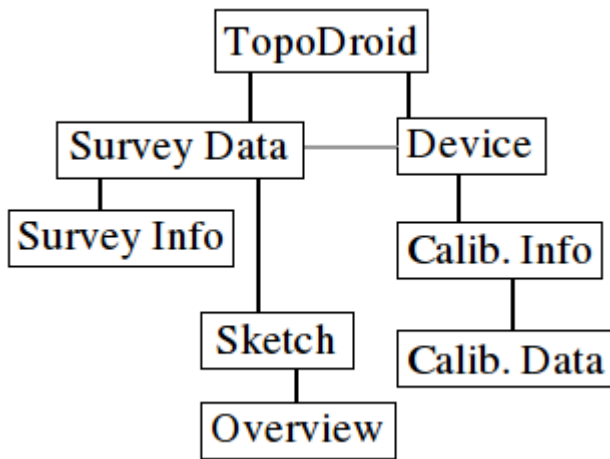 TopoDroid
Survey Data
Device
Survey Info
Calib. Info
Sketch
Calib. Data
Overview